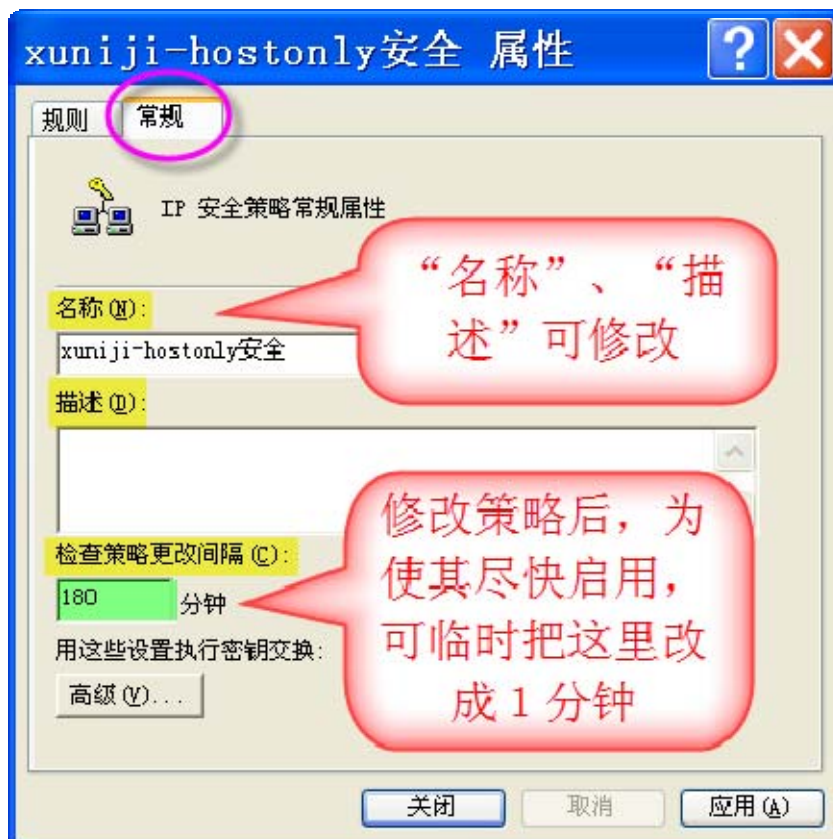 xuniji-hostonly安全 属性
规则 常规
IP 安全策略常规属性
“名称”、“描
述”可修改
名称(N):
xuniji-hostonly安全
描述(D):
修改策略后，为
使其尽快启用，
可临时把这里改
成1分钟
检查策略更改间隔(C):
180 分钟
用这些设置执行密钥交换:
高级(V)...
关闭 取消 应用(A)